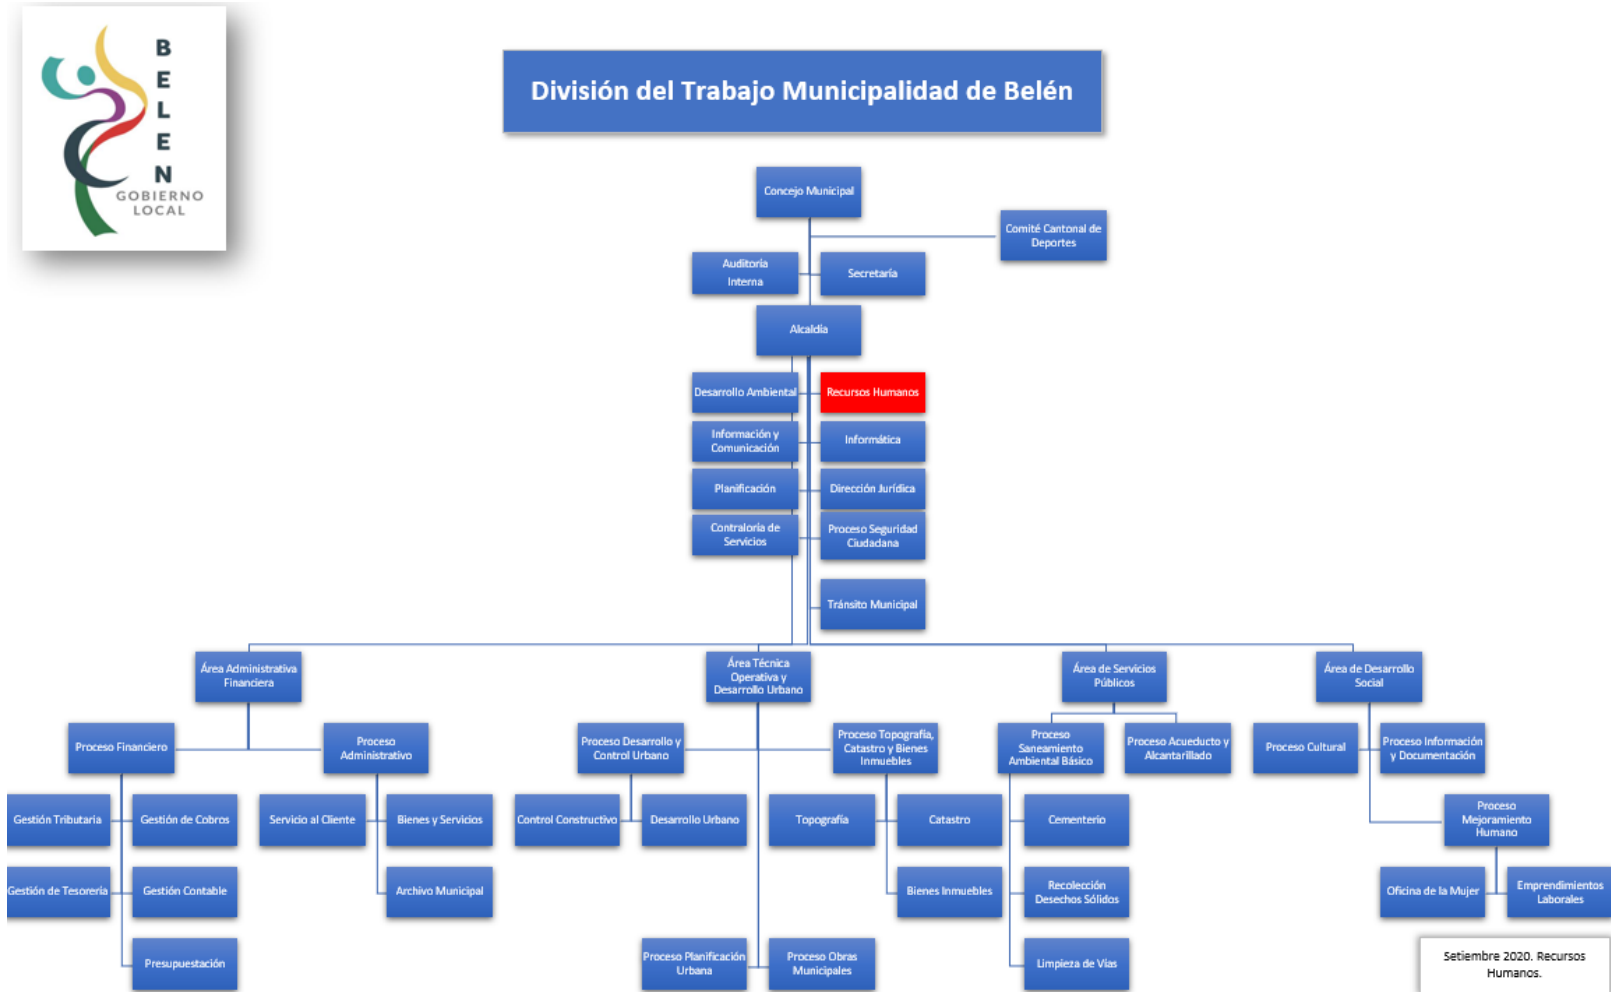 BELEN
GOBIERNO
LOCAL
División del Trabajo Municipalidad de Belén
Concejo Municipal
Comité Cantonal de
Deportes
Auditoria
Interna
Secretaría
Alcaldía
Desarrollo Ambiental
Recursos Humanos
Información y
Comunicación
Informática
Planificación
Dirección Jurídica
Contraloría de
Servicios
Proceso Seguridad
Ciudadana
Tránsito Municipal
Área Administrativa
Financiera
Área Técnica
Operativa y
Desarrollo Urbano
Área de Servicios
Públicos
Área de Desarrollo
Social
Proceso Financiero
Proceso
Administrativo
Proceso Desarrollo y
Control Urbano
Proceso Topografía,
Catastro y Bienes
Inmuebles
Proceso
Saneamiento
Ambiental Básico
Proceso Acueducto y
Alcantarillado
Proceso Cultural
Proceso Información
y Documentación
Gestión Tributaria
Gestión de Cobros
Servicio al Cliente
Bienes y Servicios
Control Constructivo
Desarrollo Urbano
Topografía
Catastro
Cementerio
Proceso
Mejoramiento
Humano
Gestión de Tesorería
Gestión Contable
Archivo Municipal
Bienes Inmuebles
Recolección
Desechos Sólidos
Oficina de la Mujer
Emprendimientos
Laborales
Presupuestación
Proceso Planificación
Urbana
Proceso Obras
Municipales
Limpieza de Vías
Setiembre 2020. Recursos
Humanos.